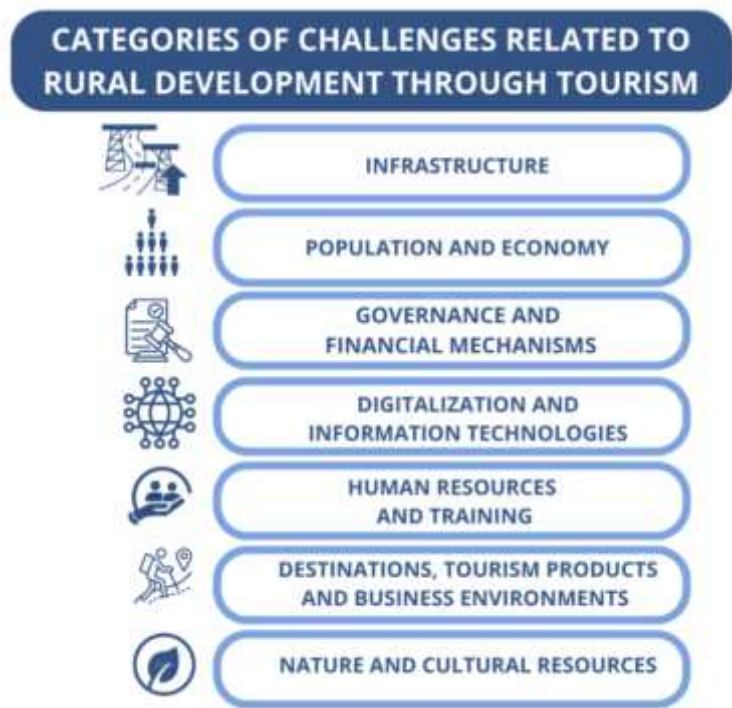 CATEGORIES OF CHALLENGES RELATED TO
RURAL DEVELOPMENT THROUGH TOURISM
INFRASTRUCTURE
POPULATION AND ECONOMY
GOVERNANCE AND
FINANCIAL MECHANISMS
DIGITALIZATION AND
INFORMATION TECHNOLOGIES
HUMAN RESOURCES
AND TRAINING
DESTINATIONS, TOURISM PRODUCTS
AND BUSINESS ENVIRONMENTS
NATURE AND CULTURAL RESOURCES